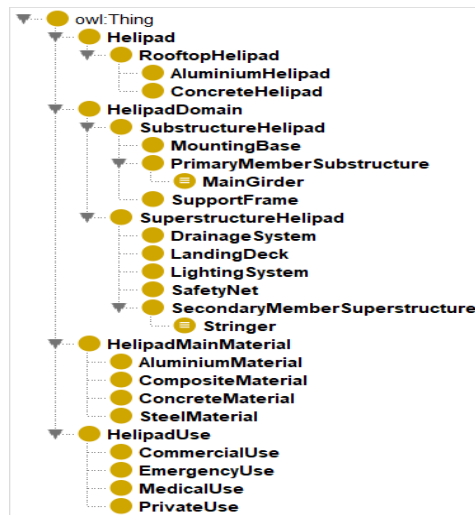 owl:Thing
Helipad
RooftopHelipad
AluminiumHelipad
ConcreteHelipad
HelipadDomain
SubstructureHelipad
MountingBase
PrimaryMemberSubstructure
MainGirder
SupportFrame
SuperstructureHelipad
DrainageSystem
LandingDeck
LightingSystem
SafetyNet
SecondaryMemberSuperstructure
Stringer
HelipadMainMaterial
AluminiumMaterial
CompositeMaterial
ConcreteMaterial
SteelMaterial
HelipadUse
CommercialUse
EmergencyUse
MedicalUse
PrivateUse